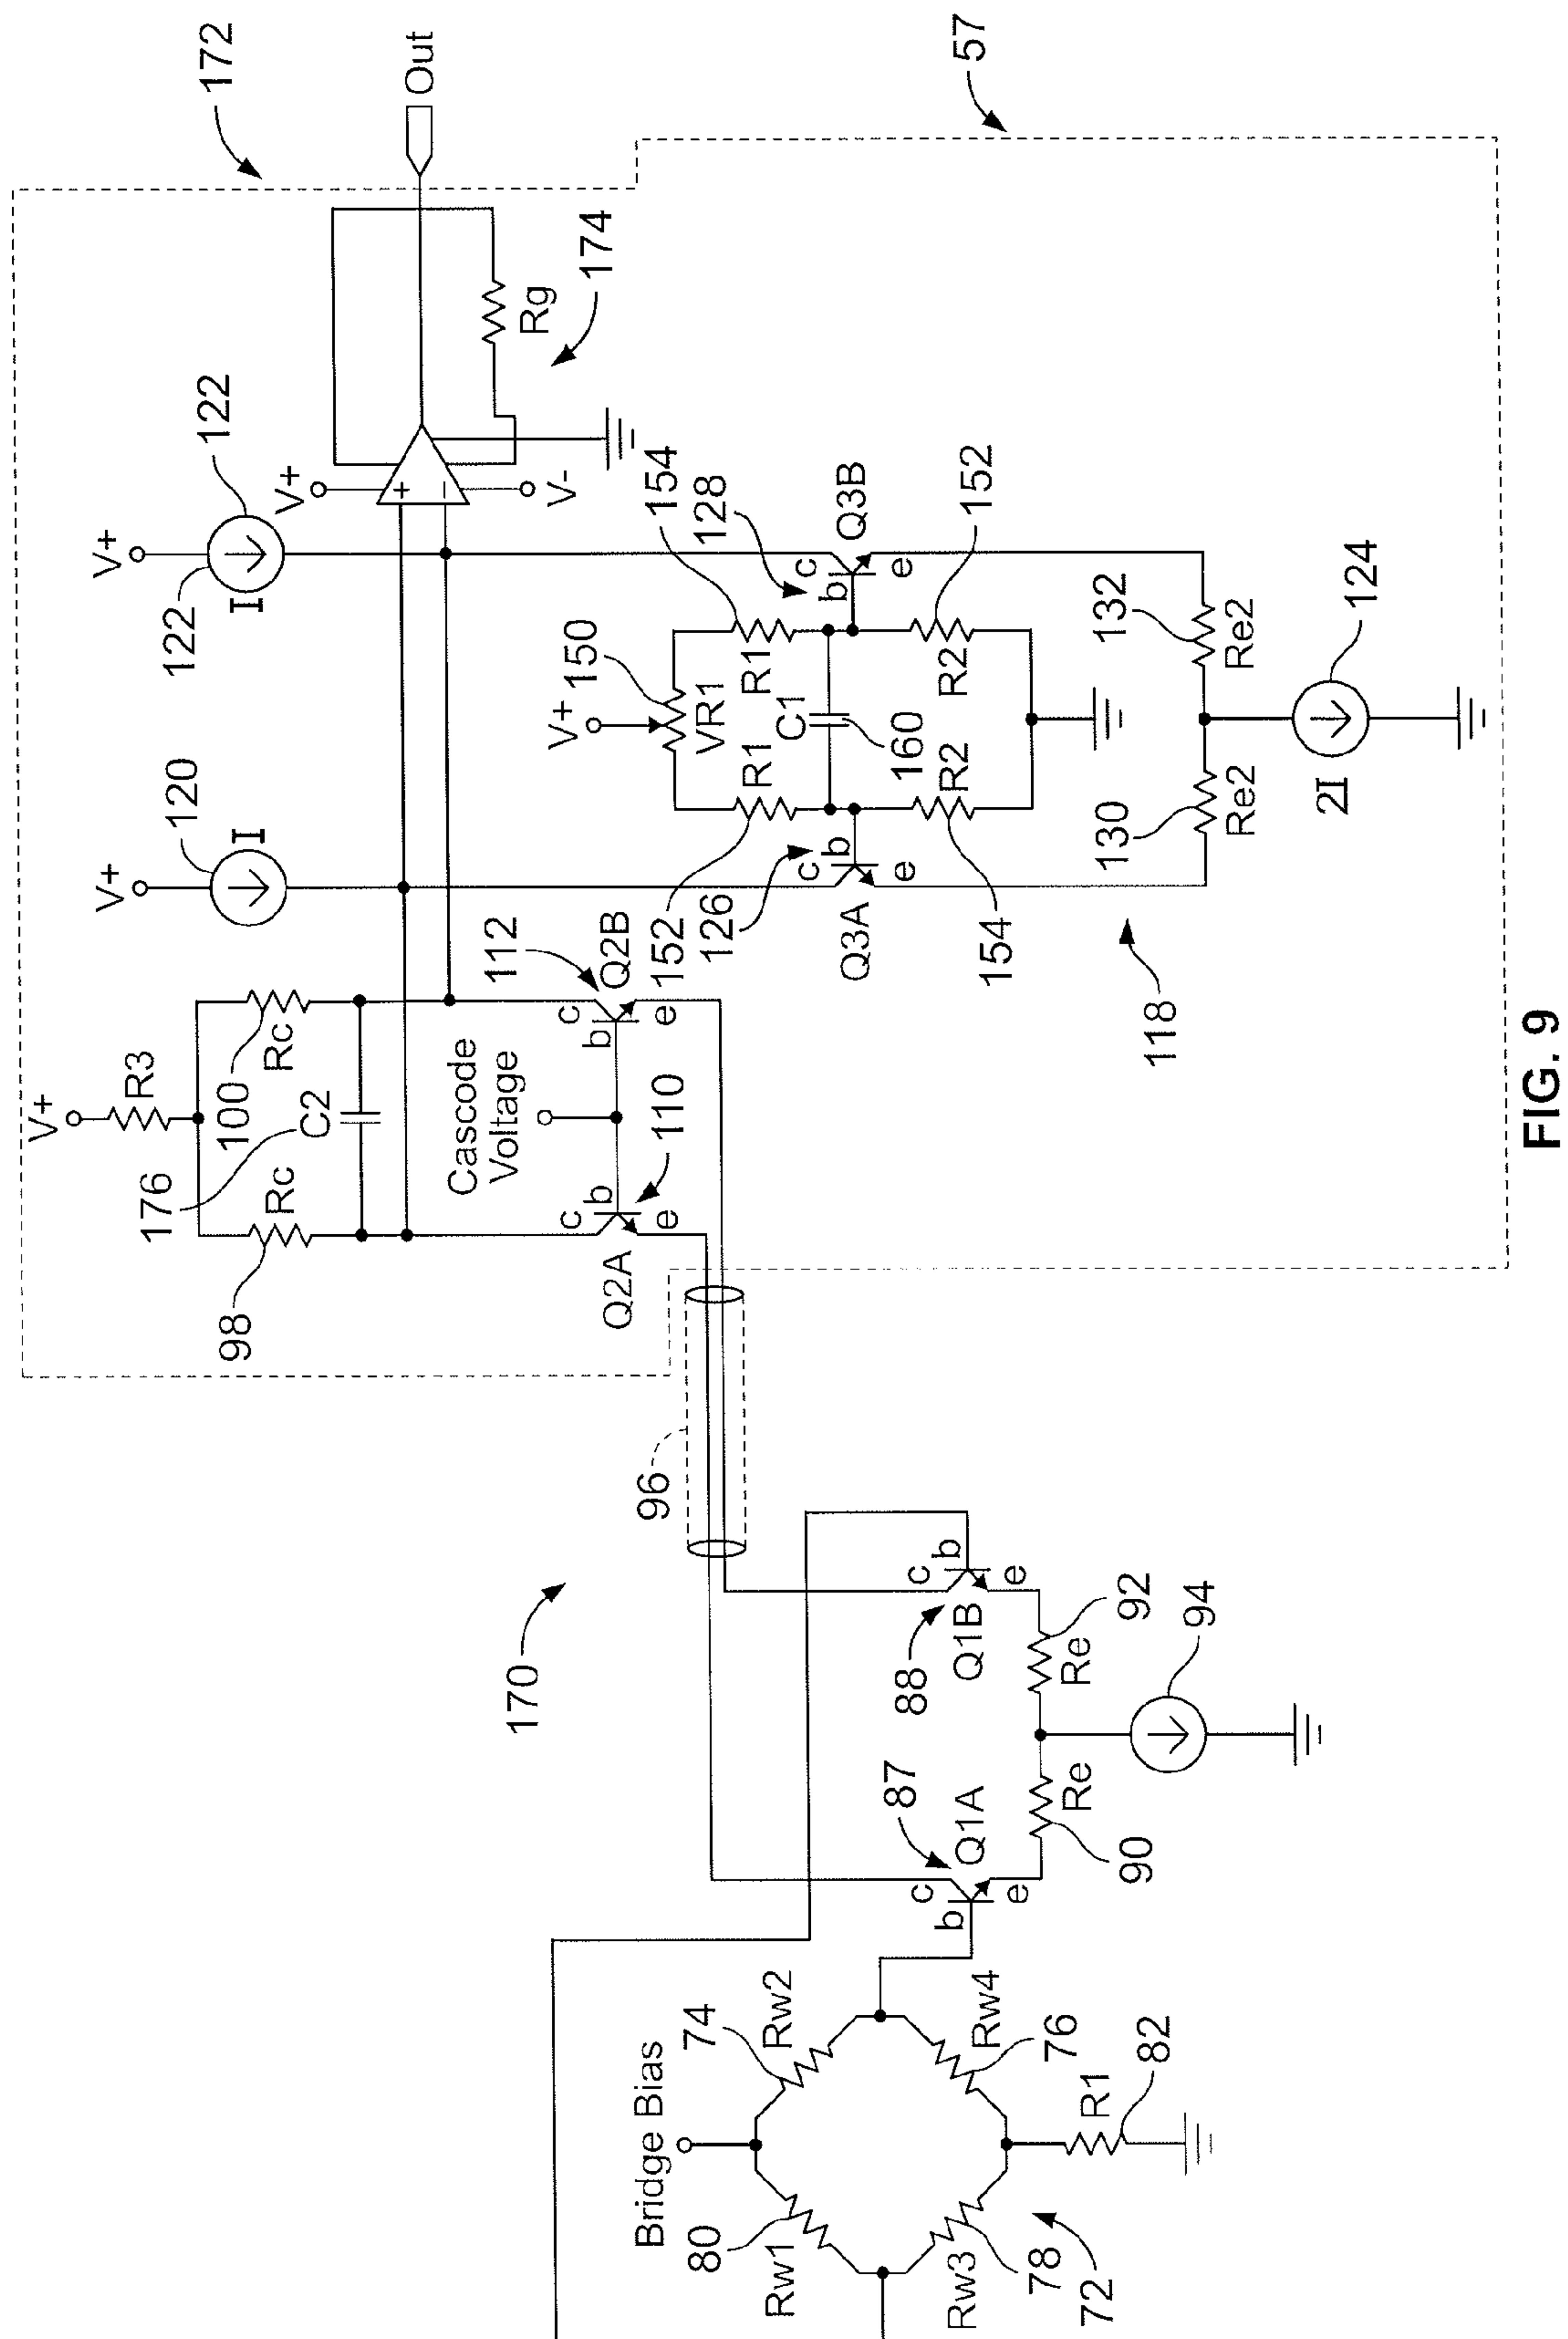 172
57
Out
V+
122
122
I
V+
V-
Rg
174
V+
120
I
V+
R3
100
Rc
98
Rc
176
C2
Cascode
Voltage
c
b
e
Q2A
110
c
b
e
Q2B
112
V+
150
VR1
152
R1
154
R1
C1
160
126
c
b
e
Q3A
128
c
b
e
Q3B
R2
154
R2
152
118
130
Re2
132
Re2
2I
124
96
170
87
c
b
e
Q1A
88
c
b
e
Q1B
90
Re
92
Re
94
Bridge Bias
80
Rw1
74
Rw2
78
Rw3
76
Rw4
72
R1
82
FIG. 9